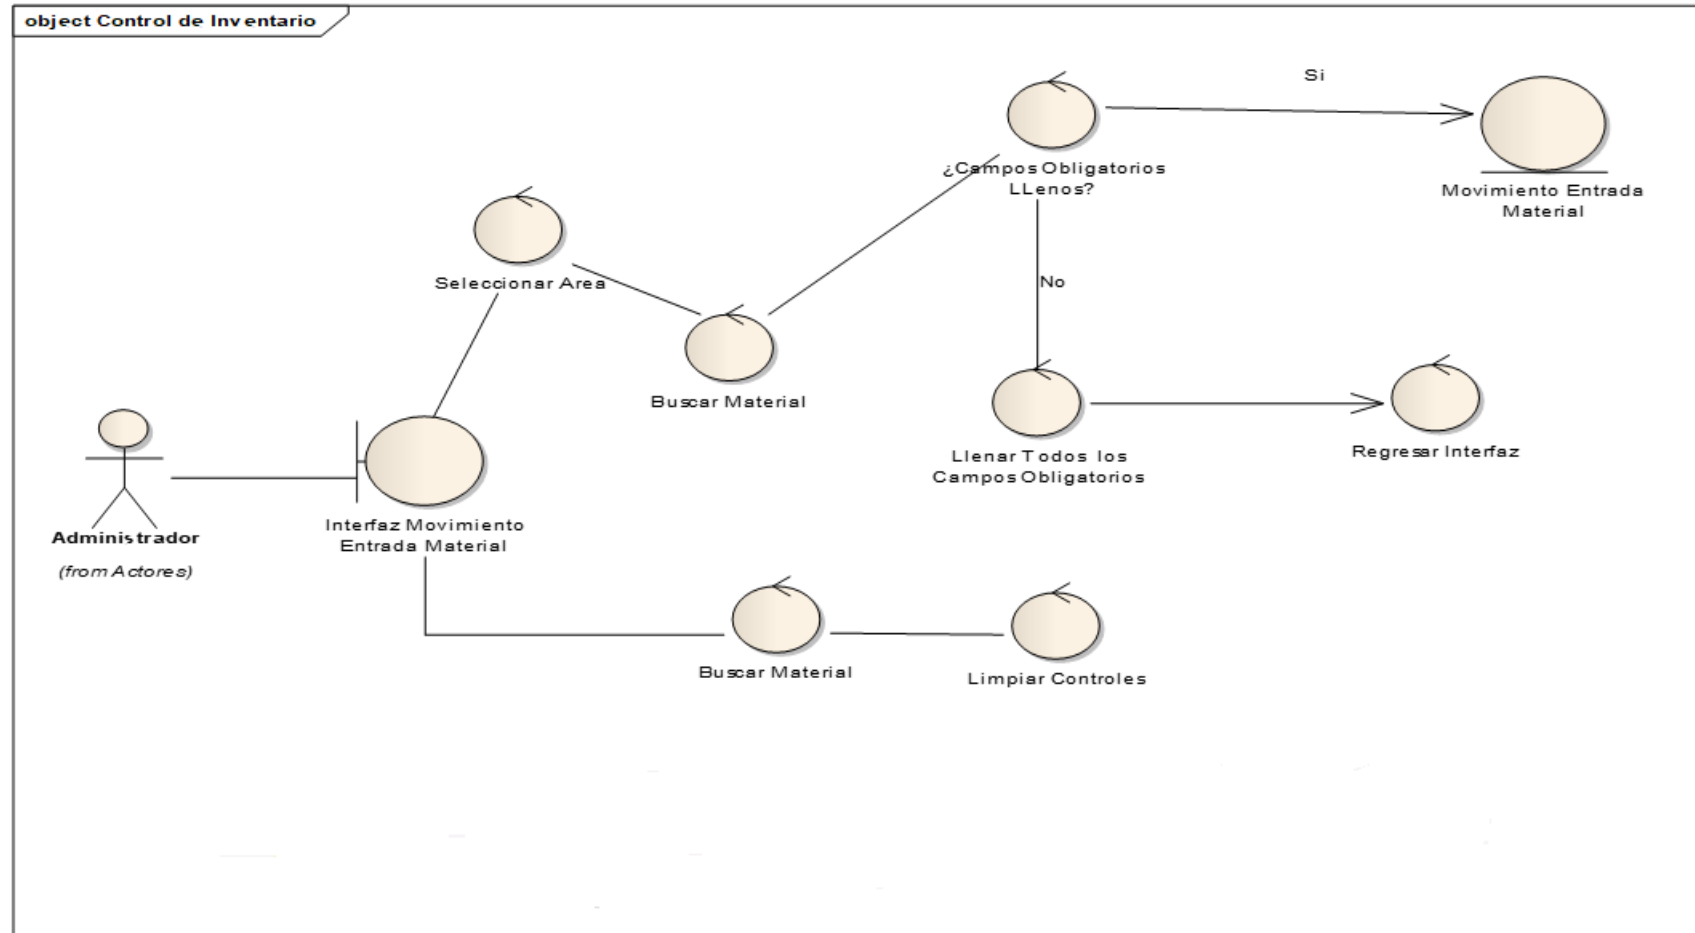 object Control de Inventario
Si
¿Campos Obligatorios
LLenos?
Movimiento Entrada
Material
Seleccionar Area
No
Buscar Material
Llenar Todos los
Campos Obligatorios
Regresar Interfaz
Interfaz Movimiento
Entrada Material
Administrador
(from Actores)
Buscar Material
Limpiar Controles